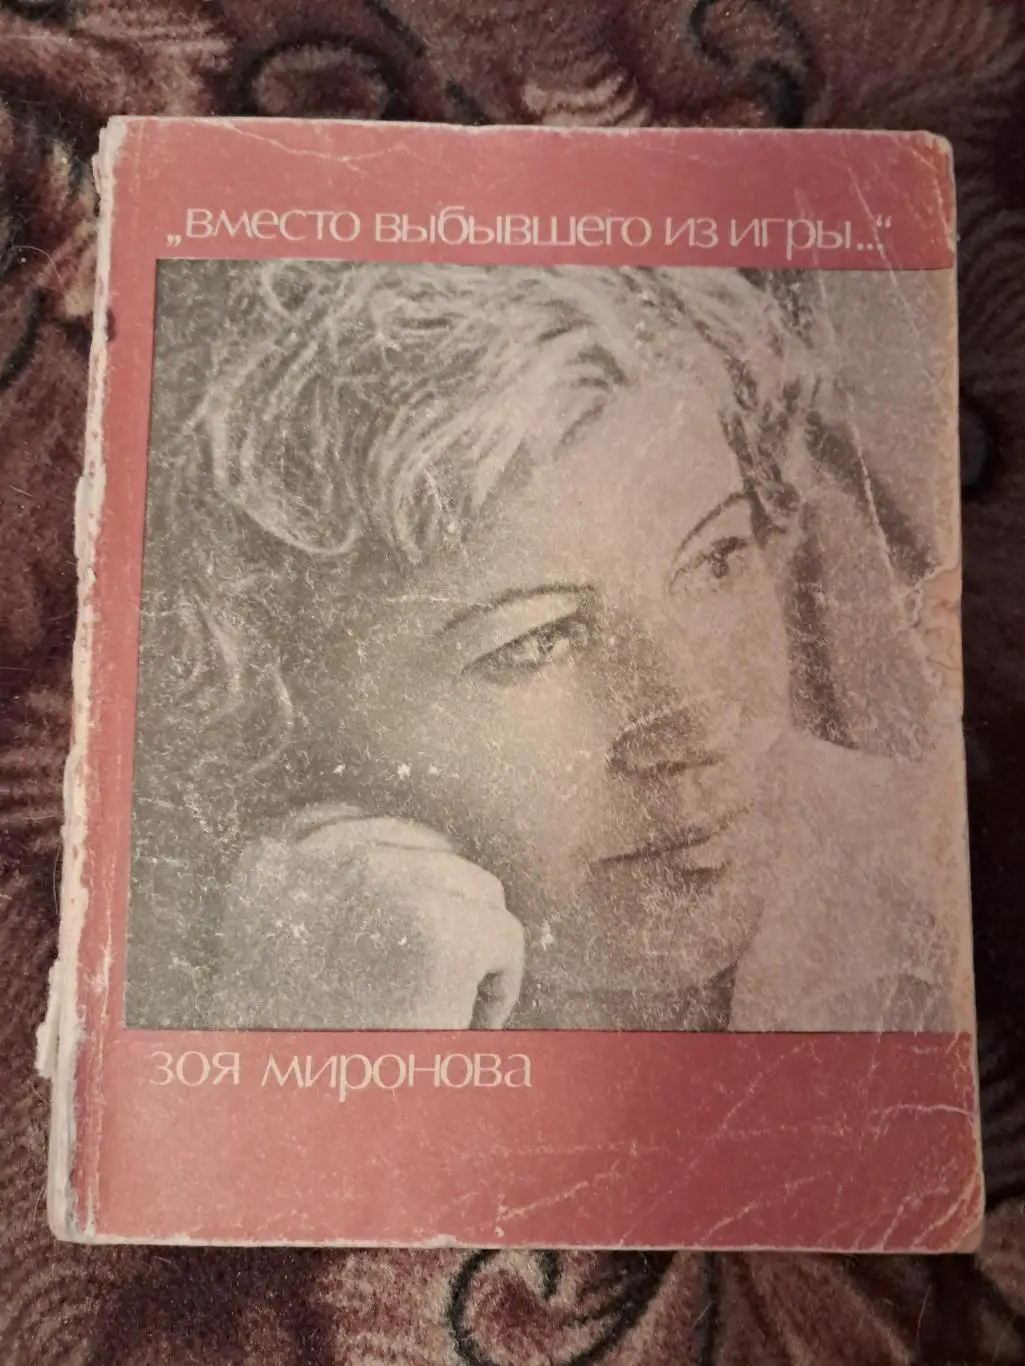 „вместо выбывшего из игры..."
зоя миронова